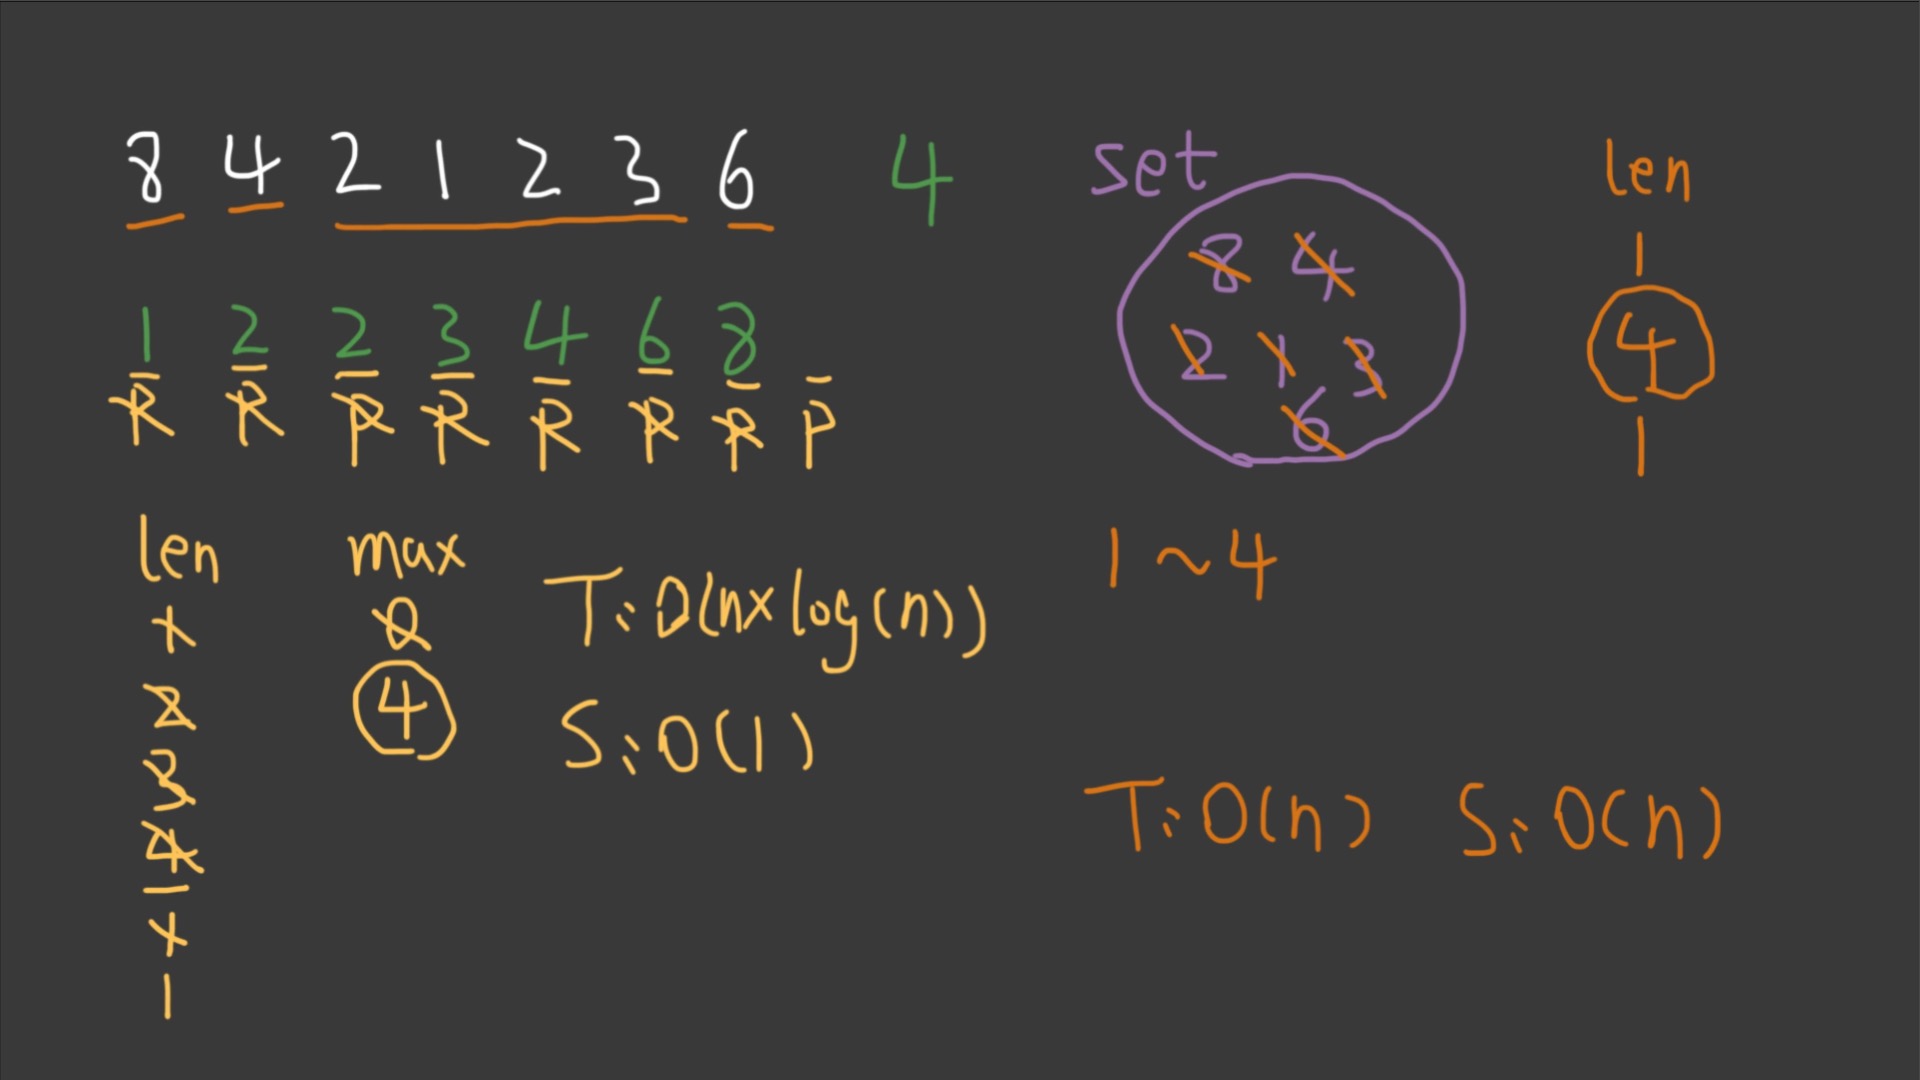 8 4 2 1 2 3 6 4
set
len
8 4
2 1 3
6
1
4
1
1 2 2 3 4 6 8
P P P P P P P P
len
1
2
3
4
1
1
1
max
0
4
T: O(n×log(n))
S: O(1)
1 ~ 4
T: O(n) S: O(n)